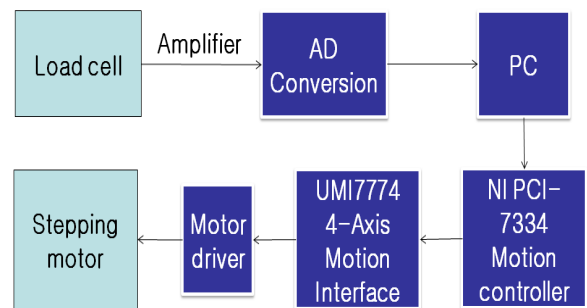 Load cell
Amplifier
AD
Conversion
PC
Stepping
motor
Motor
driver
UMI7774
4-Axis
Motion
Interface
NI PCI-
7334
Motion
controller